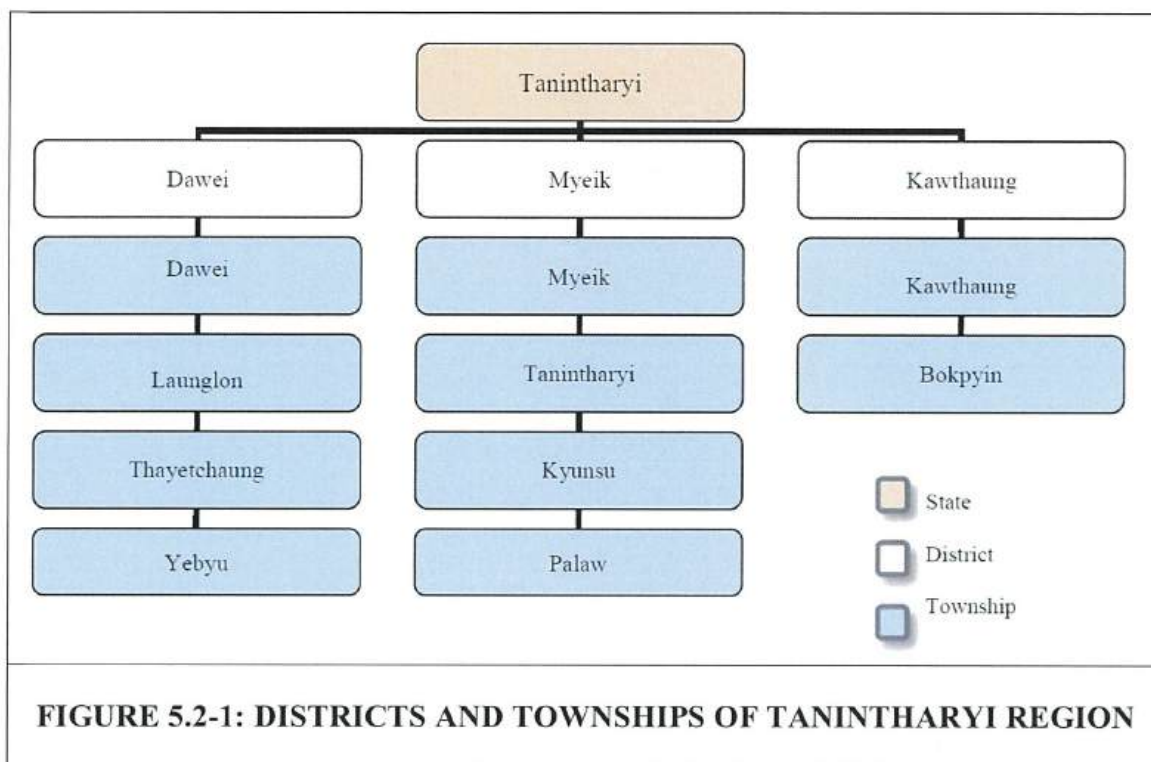 Tanintharyi
Dawei
Myeik
Kawthaung
Dawei
Myeik
Kawthaung
Launglon
Tanintharyi
Bokpyin
Thayetchaung
Kyunsu
Yebyu
Palaw
State
District
Township
FIGURE 5.2-1: DISTRICTS AND TOWNSHIPS OF TANINTHARYI REGION